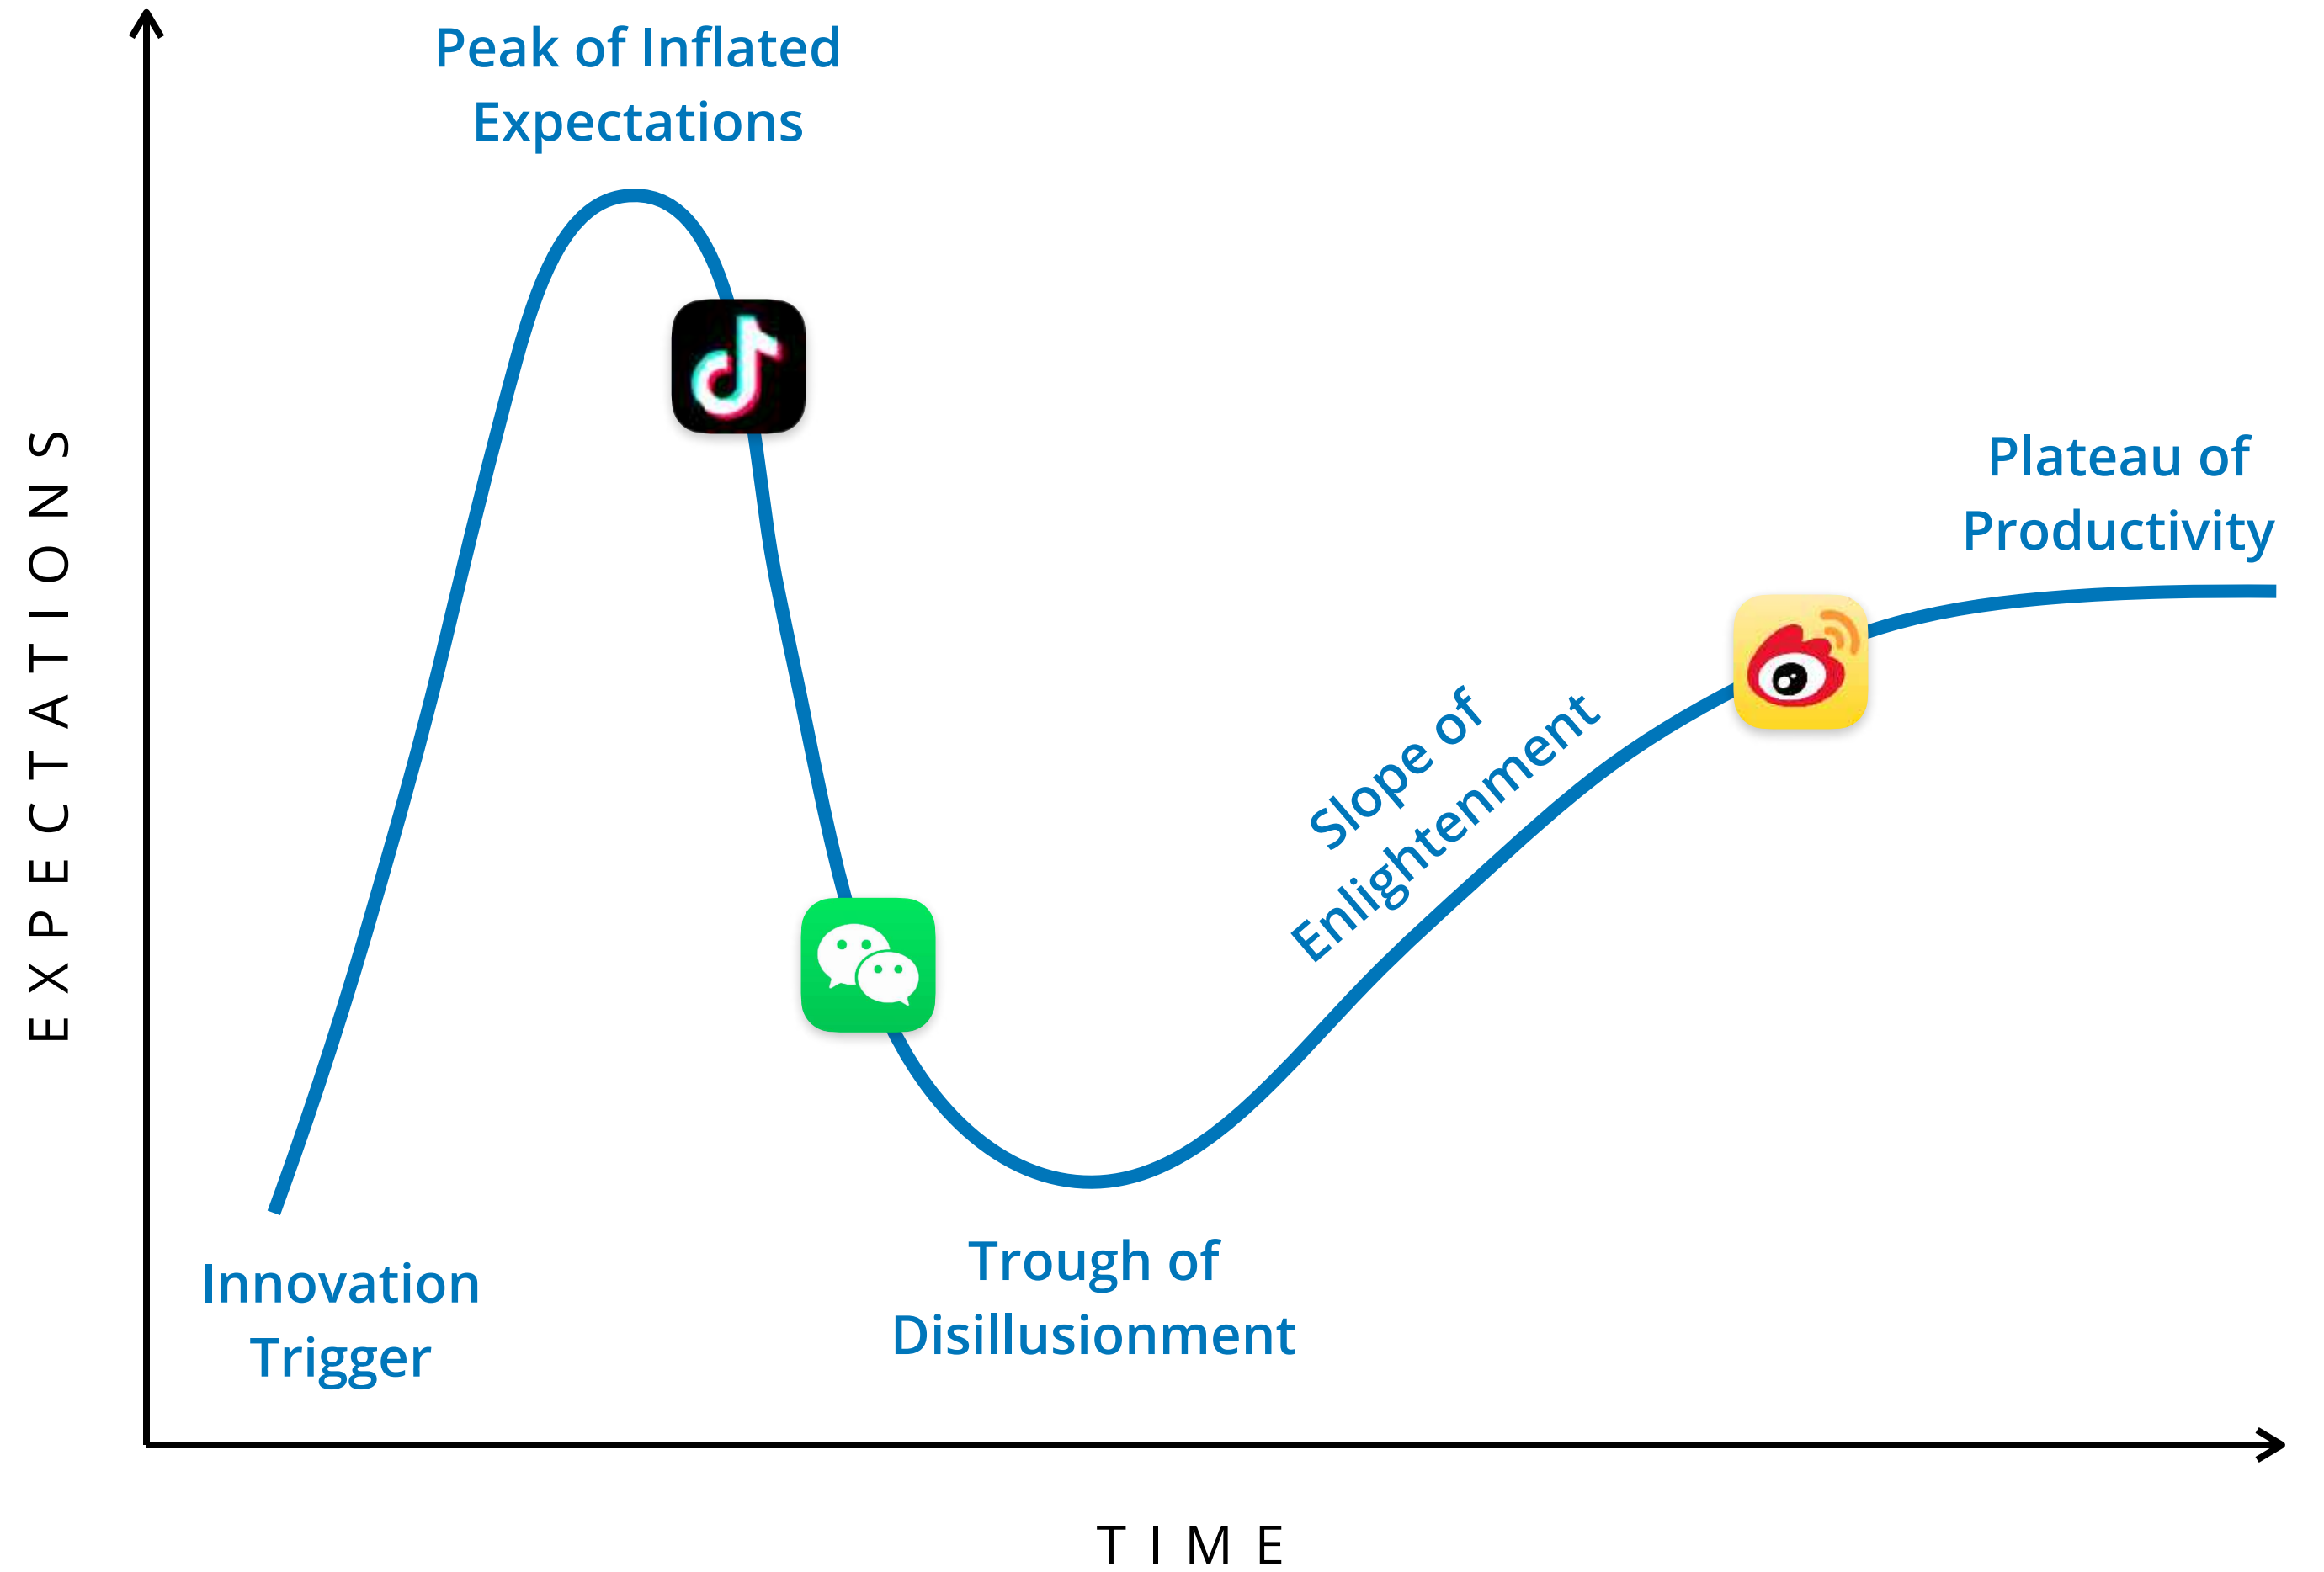 Peak of Inflated
Expectations
EXPECTATIONS
Plateau of
Productivity
Slope of
Enlightenment
Trough of
Disillusionment
Innovation
Trigger
TIME